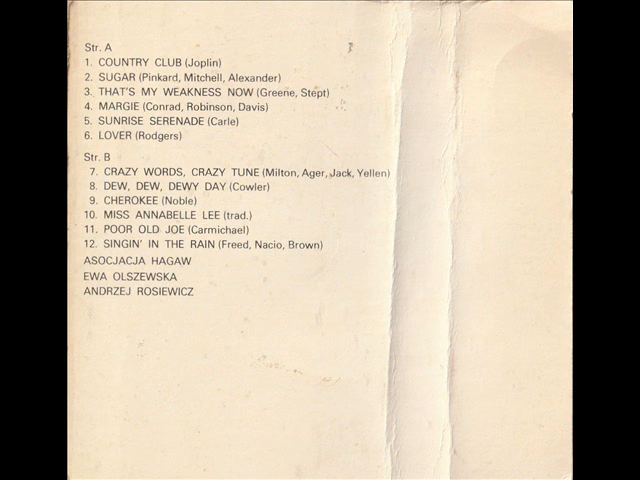 Str. A
1. COUNTRY CLUB (Joplin)
2. SUGAR (Pinkard, Mitchell, Alexander)
3. THAT'S MY WEAKNESS NOW (Greene, Stept)
4. MARGIE (Conrad, Robinson, Davis)
5. SUNRISE SERENADE (Carle)
6. LOVER (Rodgers)
Str. B
7. CRAZY WORDS, CRAZY TUNE (Milton, Ager, Jack, Yellen)
8. DEW, DEW, DEWY DAY (Cowler)
9. CHEROKEE (Noble)
10. MISS ANNABELLE LEE (trad.)
11. POOR OLD JOE (Carmichael)
12. SINGIN' IN THE RAIN (Freed, Nacio, Brown)
ASOCJACJA HAGAW
EWA OLSZEWSKA
ANDRZEJ ROSIEWICZ